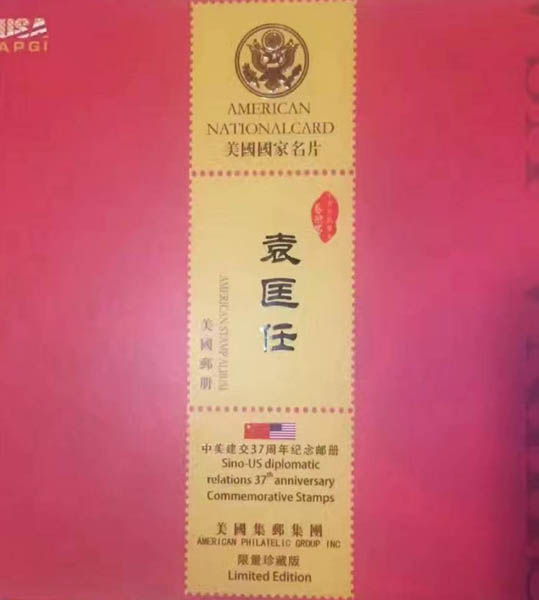 USA
APGI
AMERICAN
NATIONALCARD
美國國家名片
袁匡任
AMERICAN STAMP ALBUM
美國郵册
中美建交37周年纪念邮册
Sino-US diplomatic
relations 37th anniversary
Commemorative Stamps
美國集郵集團
AMERICAN PHILATELIC GROUP INC
限量珍藏版
Limited Edition